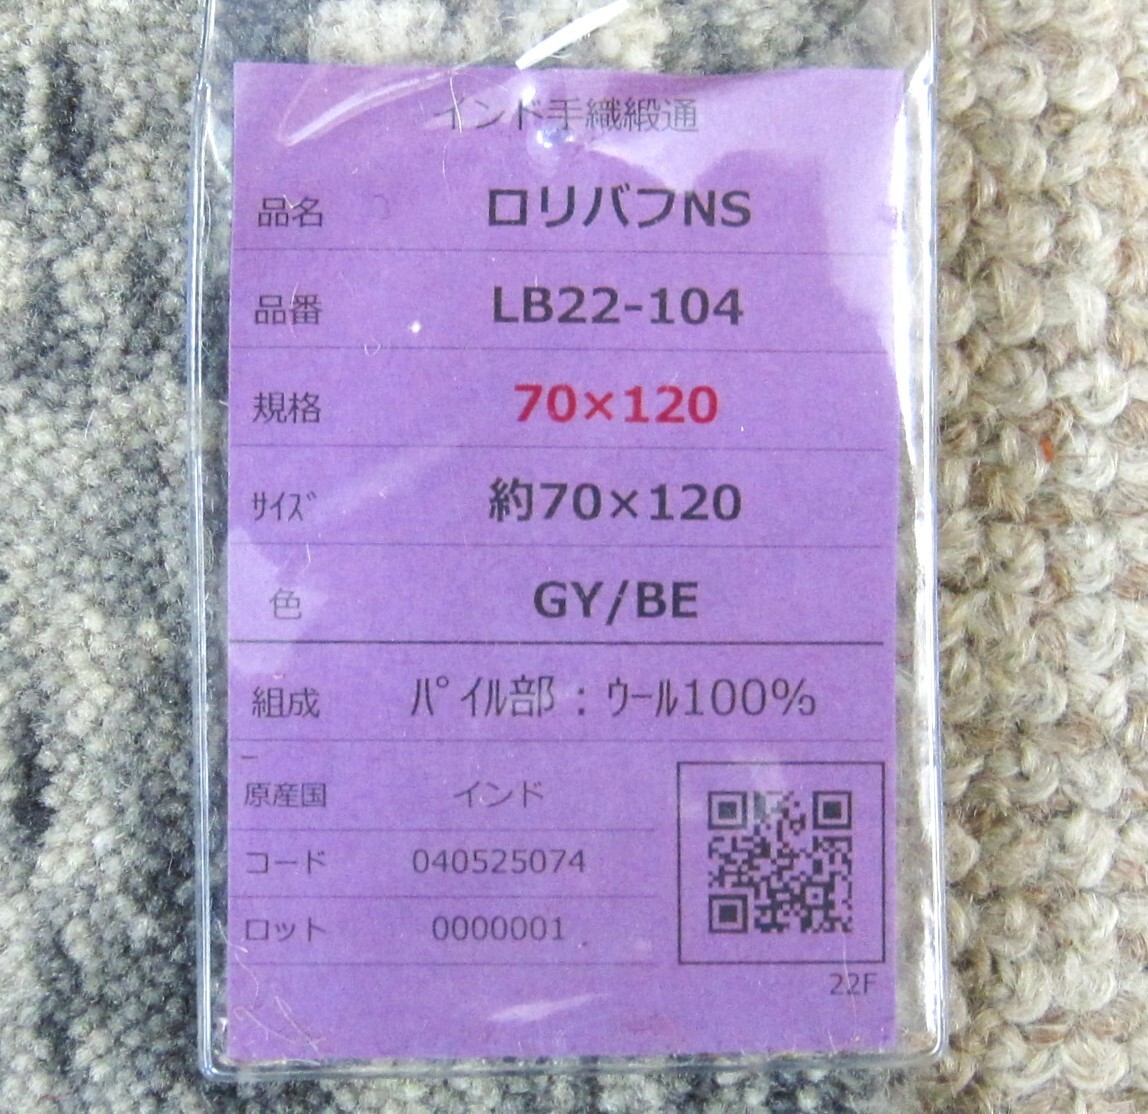 インド手織緞通
品名 ロリバフNS
品番 LB22-104
規格 70×120
ｻｲｽﾞ 約70×120
色 GY/BE
組成 ﾊﾟｲﾙ部：ｳｰﾙ100%
原産国 インド
コード 040525074
ロット 0000001
22F